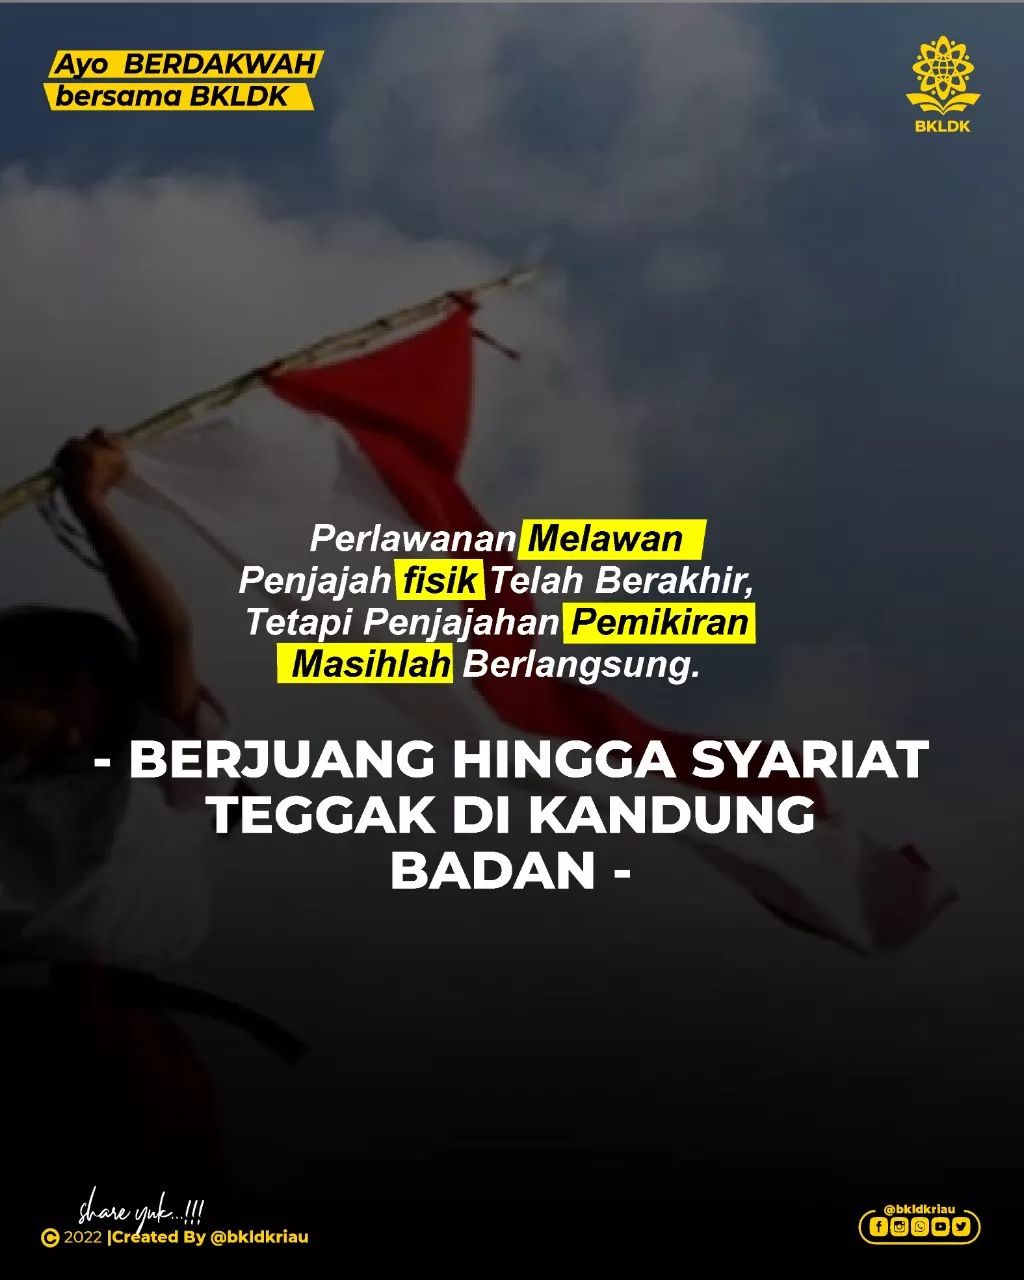 Ayo BERDAKWAH
bersama BKLDK
BKLDK
Perlawanan Melawan
Penjajah fisik Telah Berakhir,
Tetapi Penjajahan Pemikiran
Masihlah Berlangsung.
- BERJUANG HINGGA SYARIAT
TEGGAK DI KANDUNG
BADAN -
share yuk...!!!
© 2022 |Created By @bkldkriau
@bkldkriau